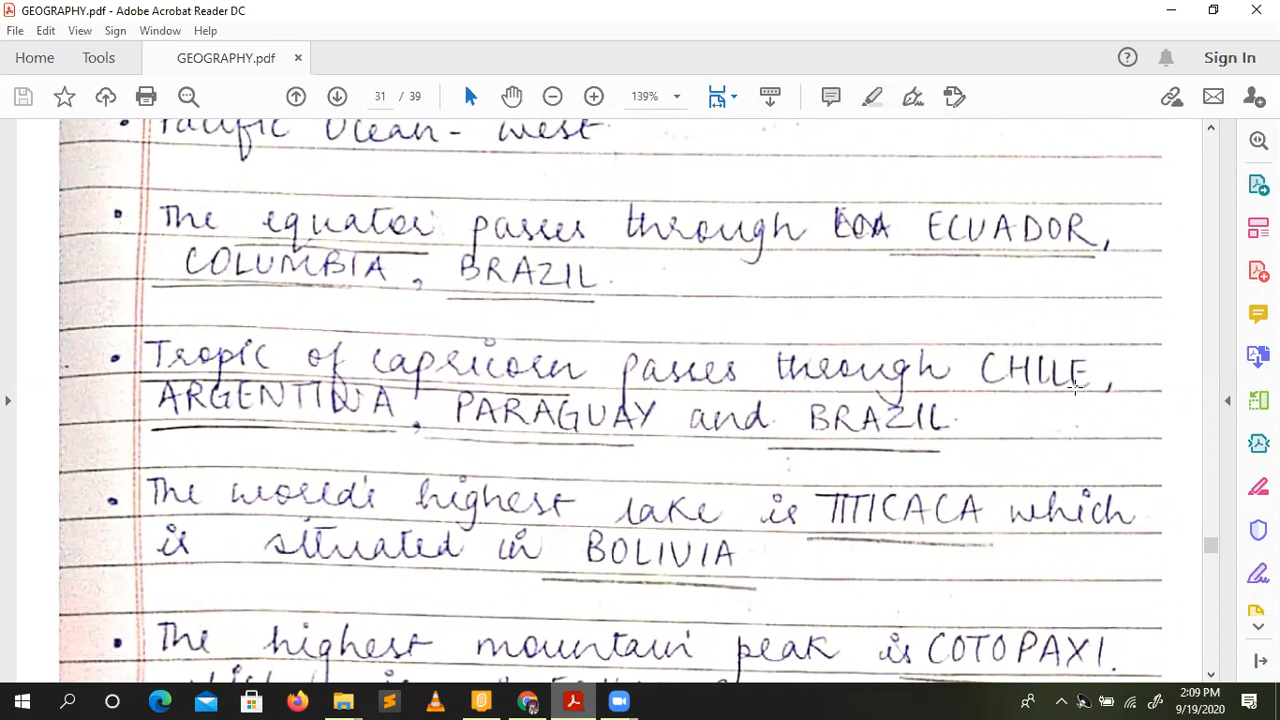 GEOGRAPHY.pdf - Adobe Acrobat Reader DC
File Edit View Sign Window Help
Home Tools GEOGRAPHY.pdf × Sign In
31 / 39 139%
• Pacific Ocean - west.
• The equator passes through ECUADOR,
COLUMBIA, BRAZIL.
• Tropic of capricorn passes through CHILE,
ARGENTINA, PARAGUAY and BRAZIL.
• The world's highest lake is TITICACA which
is situated in BOLIVIA
• The highest mountain peak is COTOPAXI.
2:09 PM
9/19/2020